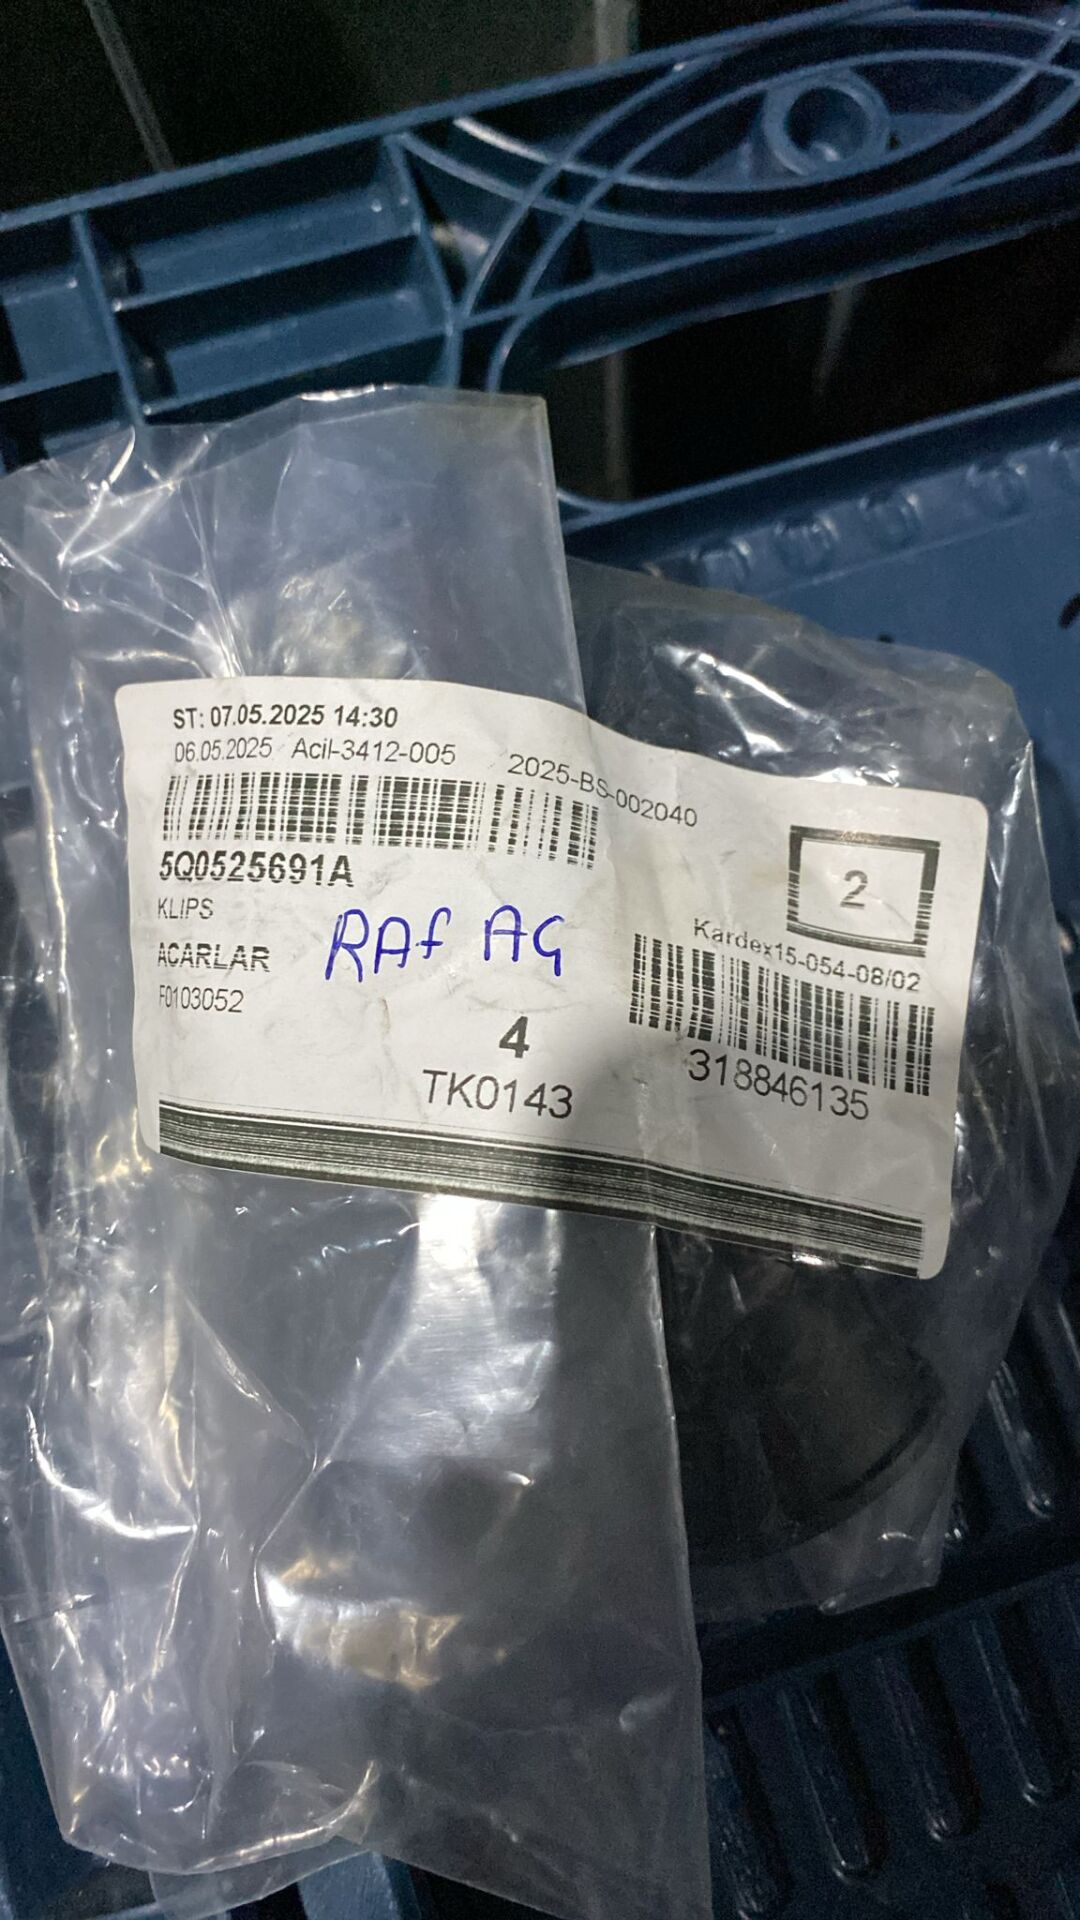 ST: 07.05.2025 14:30
06.05.2025 Acil-3412-005 2025-BS-002040
5Q0525691A
2
KLIPS
RAf AG
Kardex15-054-08/02
ACARLAR
F0103052
4
318846135
TK0143